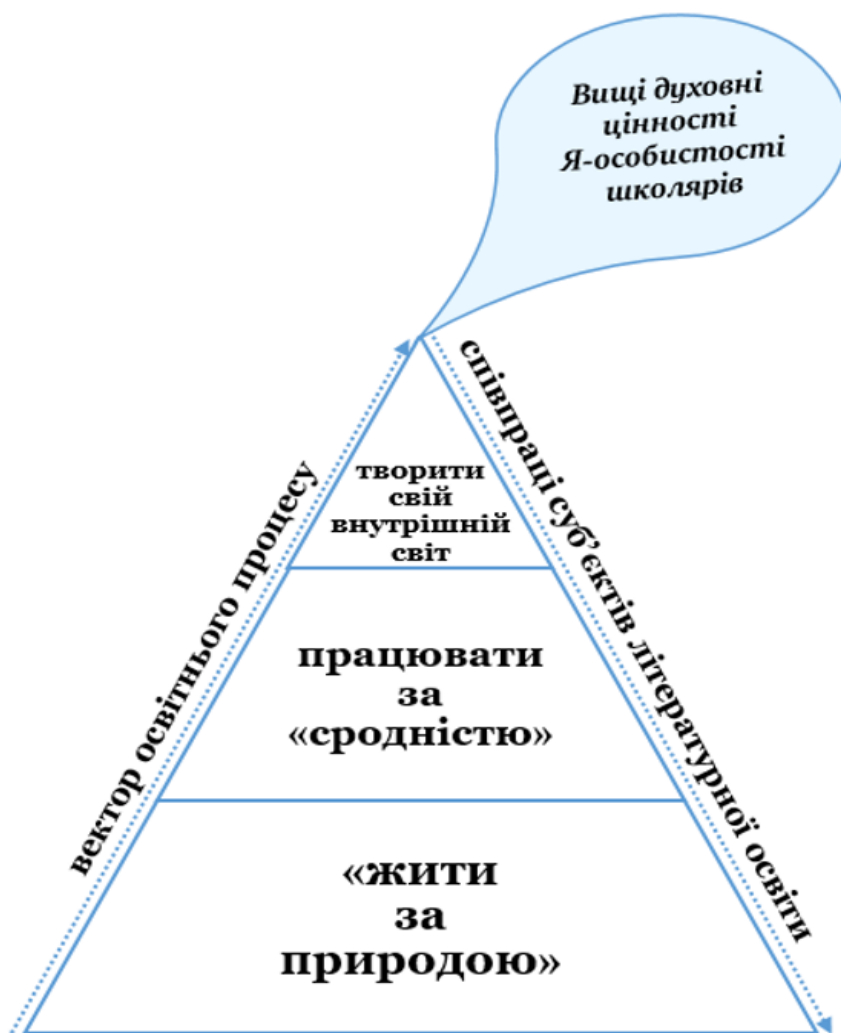 Вищі духовні
цінності
Я-особистості
школярів
вектор освітнього процесу
співпраці суб’єктів літературної освіти
творити
свій
внутрішній
світ
працювати
за
«сродністю»
«жити
за
природою»